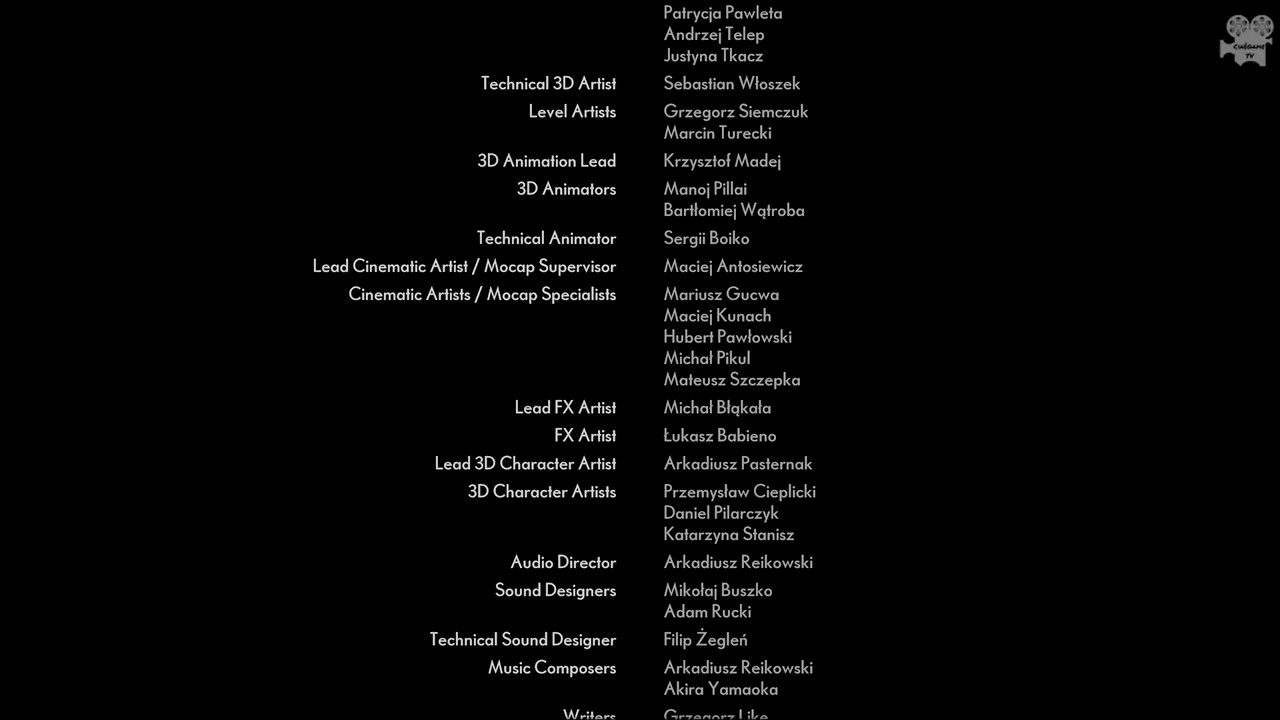 Patrycja Pawleta
Andrzej Telep
Justyna Tkacz
Technical 3D Artist Sebastian Włoszek
Level Artists Grzegorz Siemczuk
Marcin Turecki
3D Animation Lead Krzysztof Madej
3D Animators Manoj Pillai
Bartłomiej Wątroba
Technical Animator Sergii Boiko
Lead Cinematic Artist / Mocap Supervisor Maciej Antosiewicz
Cinematic Artists / Mocap Specialists Mariusz Gucwa
Maciej Kunach
Hubert Pawłowski
Michał Pikul
Mateusz Szczepka
Lead FX Artist Michał Błąkała
FX Artist Łukasz Babieno
Lead 3D Character Artist Arkadiusz Pasternak
3D Character Artists Przemysław Cieplicki
Daniel Pilarczyk
Katarzyna Stanisz
Audio Director Arkadiusz Reikowski
Sound Designers Mikołaj Buszko
Adam Rucki
Technical Sound Designer Filip Żegleń
Music Composers Arkadiusz Reikowski
Akira Yamaoka
Writers Grzegorz Like
TV